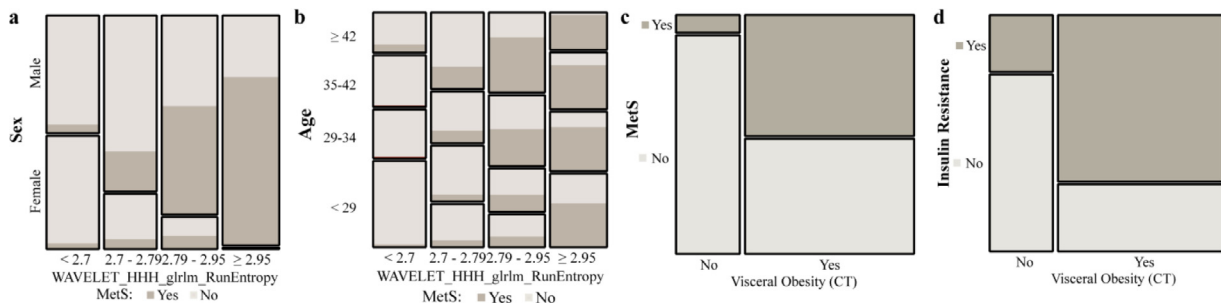 a
Sex
Male
Female
< 2.7
2.7 - 2.79
2.79 - 2.95
≥ 2.95
WAVELET_HHH_glrlm_RunEntropy
MetS: Yes No
b
Age
≥ 42
35-42
29-34
< 29
< 2.7
2.7 - 2.79
2.79 - 2.95
≥ 2.95
WAVELET_HHH_glrlm_RunEntropy
MetS: Yes No
c
MetS
Yes
No
No
Yes
Visceral Obesity (CT)
d
Insulin Resistance
Yes
No
No
Yes
Visceral Obesity (CT)